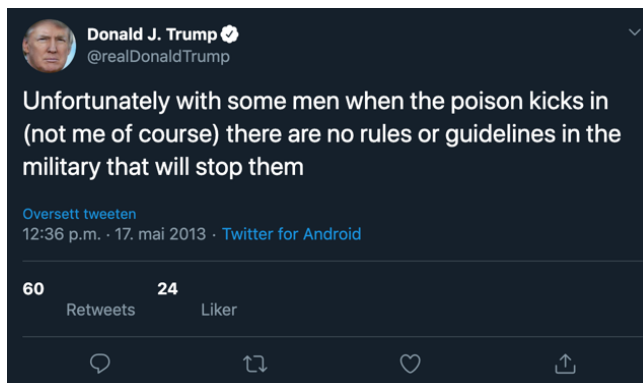 Donald J. Trump
@realDonaldTrump
Unfortunately with some men when the poison kicks in
(not me of course) there are no rules or guidelines in the
military that will stop them
Oversett tweeten
12:36 p.m. · 17. mai 2013 · Twitter for Android
60 Retweets 24 Liker